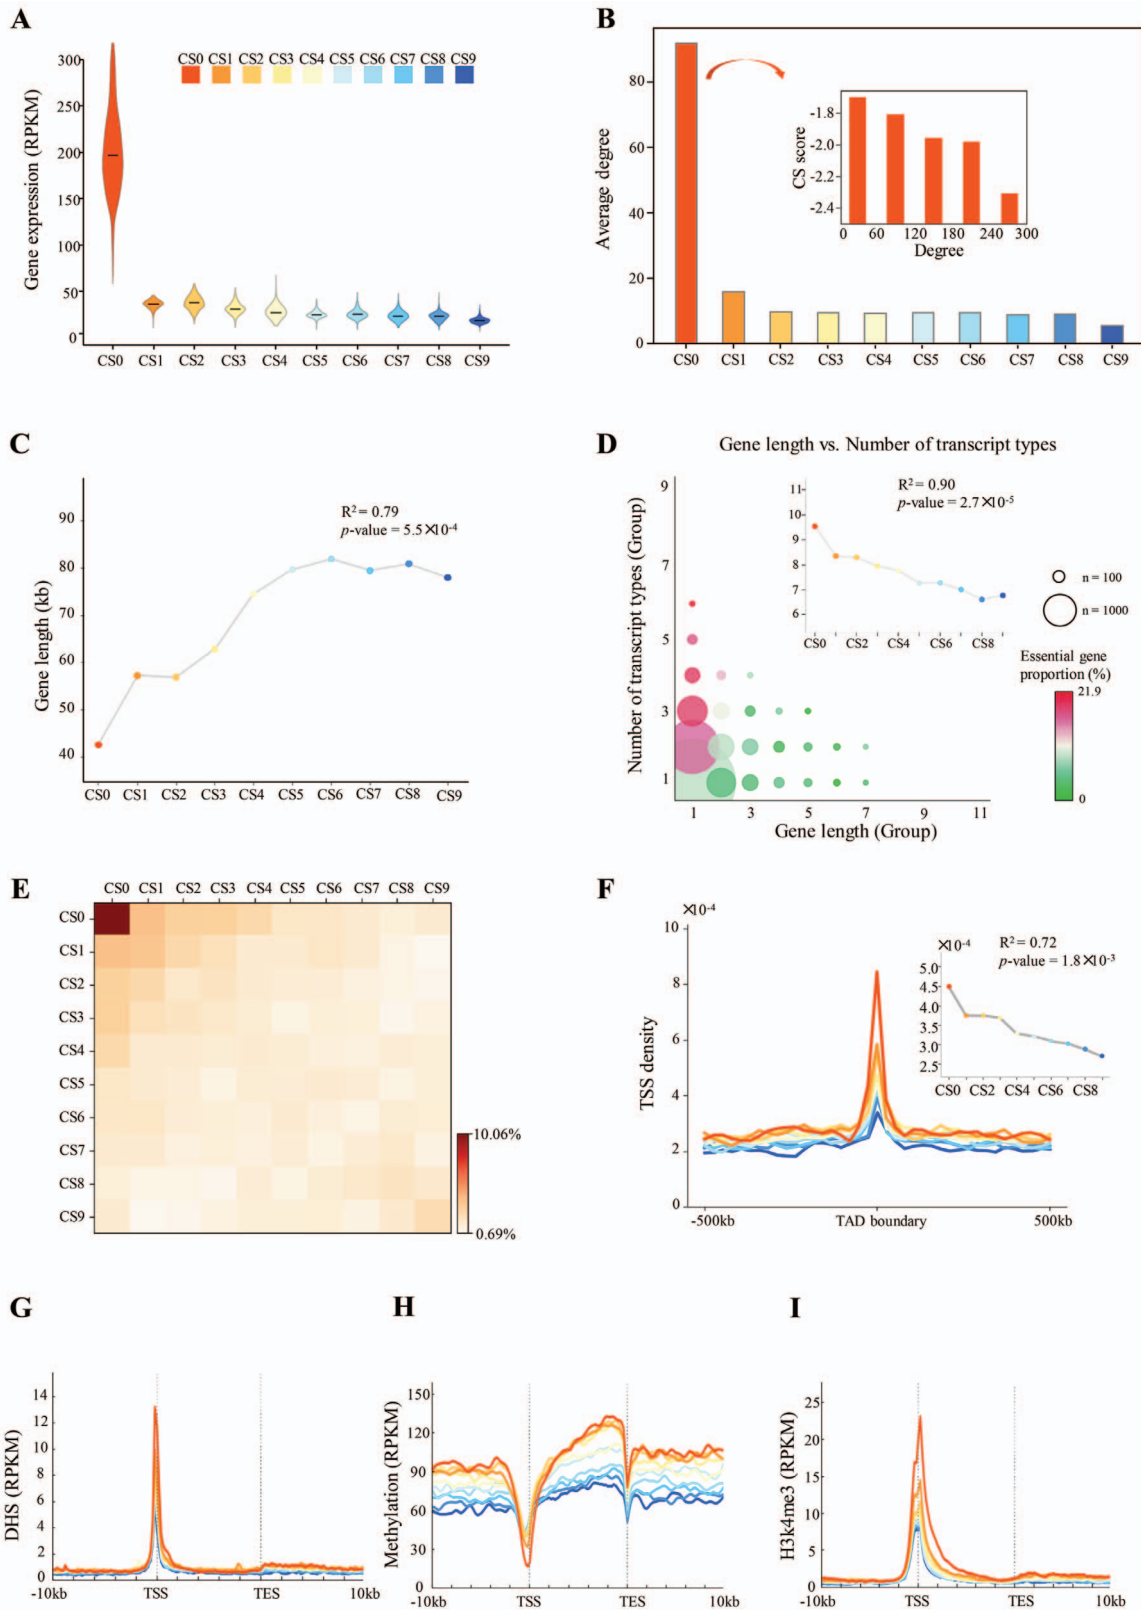 A
CS0 CS1 CS2 CS3 CS4 CS5 CS6 CS7 CS8 CS9
Gene expression (RPKM)
300
250
200
150
100
50
0
CS0 CS1 CS2 CS3 CS4 CS5 CS6 CS7 CS8 CS9
B
Average degree
80
60
40
20
0
CS0 CS1 CS2 CS3 CS4 CS5 CS6 CS7 CS8 CS9
CS score
-1.8
-2.0
-2.2
-2.4
0 60 120 180 240 300
Degree
C
R² = 0.79
p-value = 5.5×10⁻⁴
Gene length (kb)
90
80
70
60
50
40
CS0 CS1 CS2 CS3 CS4 CS5 CS6 CS7 CS8 CS9
D
Gene length vs. Number of transcript types
R² = 0.90
p-value = 2.7×10⁻⁵
Number of transcript types (Group)
9
7
5
3
1
1 3 5 7 9 11
Gene length (Group)
11
10
9
8
7
6
CS0 CS2 CS4 CS6 CS8
n = 100
n = 1000
Essential gene
proportion (%)
21.9
0
E
CS0 CS1 CS2 CS3 CS4 CS5 CS6 CS7 CS8 CS9
CS0
CS1
CS2
CS3
CS4
CS5
CS6
CS7
CS8
CS9
10.06%
0.69%
F
×10⁻⁴
TSS density
10
8
6
4
2
0
-500kb TAD boundary 500kb
×10⁻⁴
R² = 0.72
p-value = 1.8×10⁻³
5.0
4.5
4.0
3.5
3.0
2.5
CS0 CS2 CS4 CS6 CS8
G
DHS (RPKM)
14
12
10
8
6
4
2
0
-10kb TSS TES 10kb
H
Methylation (RPKM)
150
120
90
60
30
0
-10kb TSS TES 10kb
I
H3k4me3 (RPKM)
25
20
15
10
5
0
-10kb TSS TES 10kb